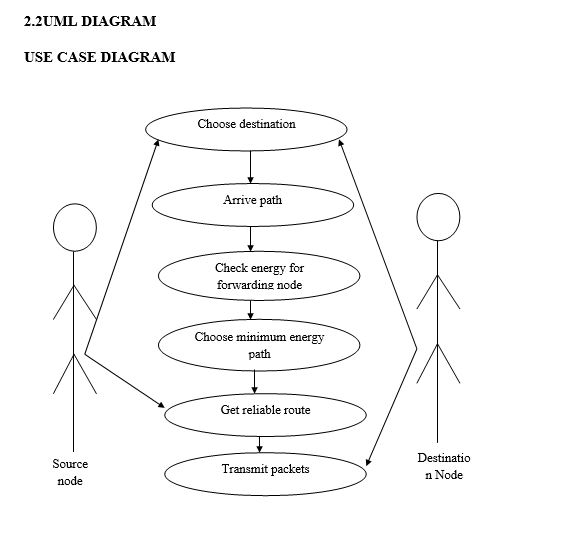 2.2UML DIAGRAM
USE CASE DIAGRAM
Choose destination
Arrive path
Check energy for
forwarding node
Choose minimum energy
path
Get reliable route
Transmit packets
Source
node
Destinatio
n Node